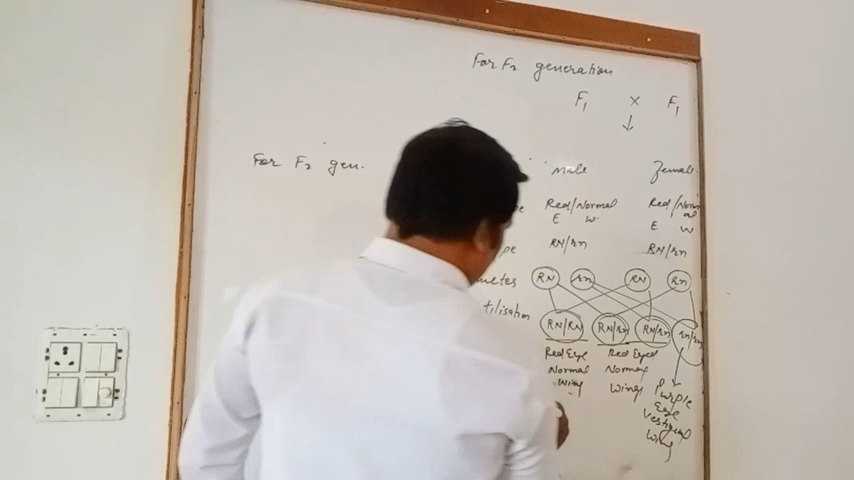 For F2 generation
F1 × F1
For F2 gen.
Male Female
Red/Normal Red/Norm
al
E W E W
RN/rn RN/rn
RN rn RN rn
RN/RN RN/rn RN/rn rn/rn
Red Eye Red Eyed
Normal Normal
Wing Wing Purple
Eye
Vestigial
Wing